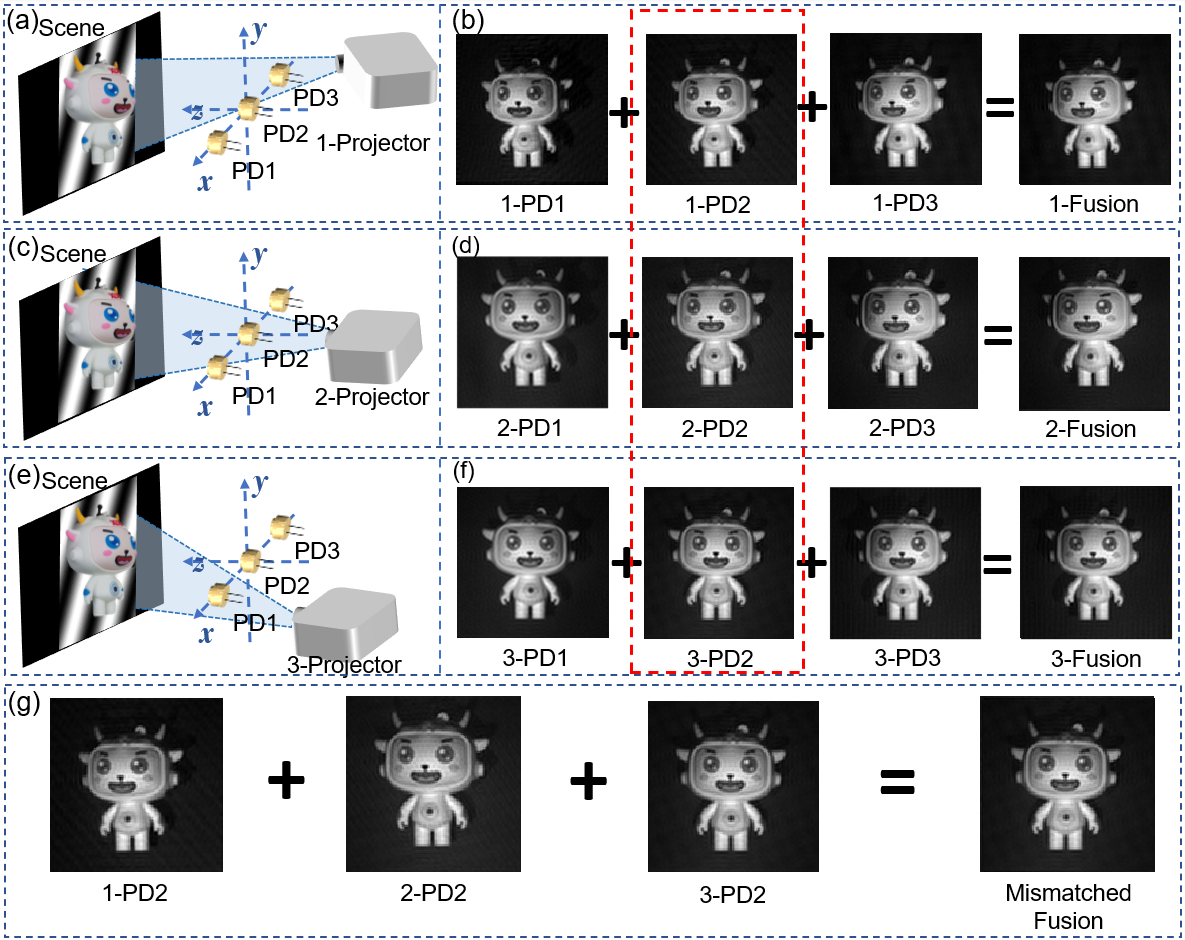 (a)
Scene
y
PD3
z
PD2
1-Projector
PD1
x
(b)
+
+
=
1-PD1
1-PD2
1-PD3
1-Fusion
(c)
Scene
y
PD3
z
PD2
PD1
2-Projector
x
(d)
+
+
=
2-PD1
2-PD2
2-PD3
2-Fusion
(e)
Scene
y
PD3
z
PD2
PD1
x
3-Projector
(f)
+
+
=
3-PD1
3-PD2
3-PD3
3-Fusion
(g)
+
+
=
1-PD2
2-PD2
3-PD2
Mismatched
Fusion